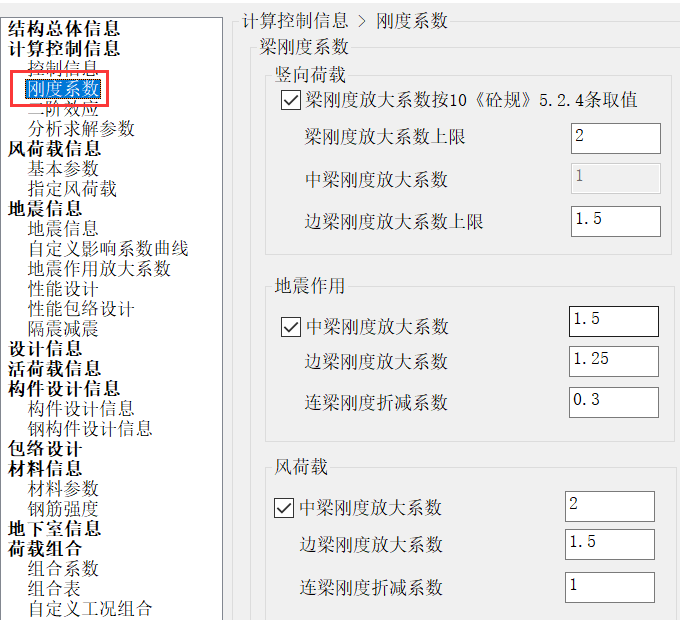 结构总体信息
计算控制信息
控制信息
刚度系数
二阶效应
分析求解参数
风荷载信息
基本参数
指定风荷载
地震信息
地震信息
自定义影响系数曲线
地震作用放大系数
性能设计
性能包络设计
隔震减震
设计信息
活荷载信息
构件设计信息
构件设计信息
钢构件设计信息
包络设计
材料信息
材料参数
钢筋强度
地下室信息
荷载组合
组合系数
组合表
自定义工况组合
计算控制信息 > 刚度系数
梁刚度系数
竖向荷载
梁刚度放大系数按10《砼规》5.2.4条取值
梁刚度放大系数上限 2
中梁刚度放大系数 1
边梁刚度放大系数上限 1.5
地震作用
中梁刚度放大系数 1.5
边梁刚度放大系数 1.25
连梁刚度折减系数 0.3
风荷载
中梁刚度放大系数 2
边梁刚度放大系数 1.5
连梁刚度折减系数 1